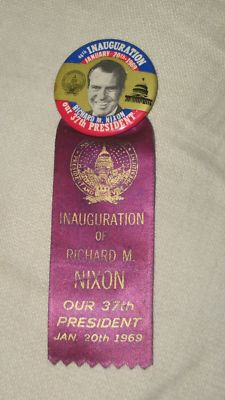 INAUGURATION
JANUARY 20th-1969
RICHARD M. NIXON
OUR 37th PRESIDENT
INAUGURATION
OF
RICHARD M.
NIXON
OUR 37th
PRESIDENT
JAN. 20th 1969